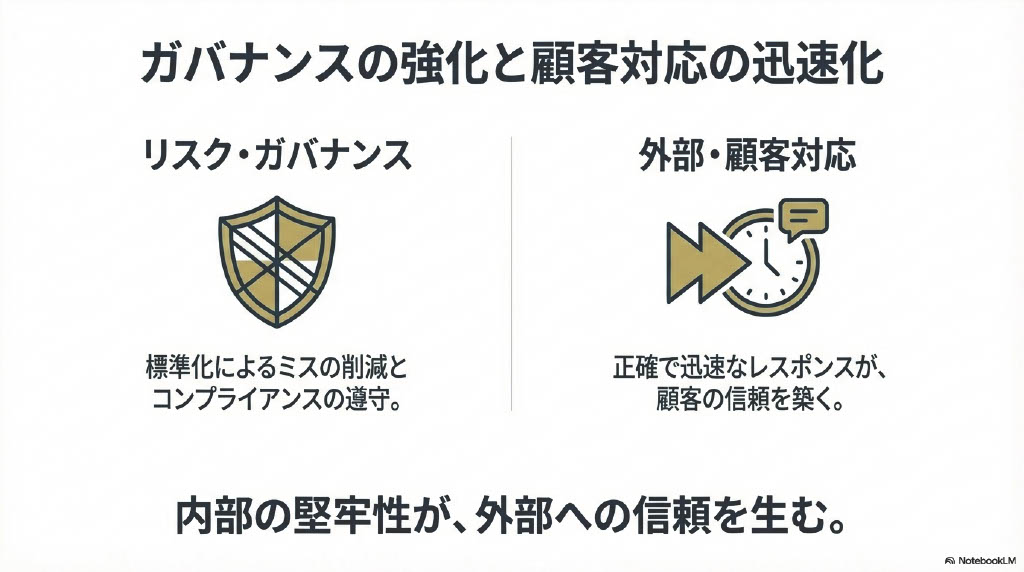 ガバナンスの強化と顧客対応の迅速化
リスク・ガバナンス
標準化によるミスの削減と
コンプライアンスの遵守。
外部・顧客対応
正確で迅速なレスポンスが、
顧客の信頼を築く。
内部の堅牢性が、外部への信頼を生む。
NotebookLM